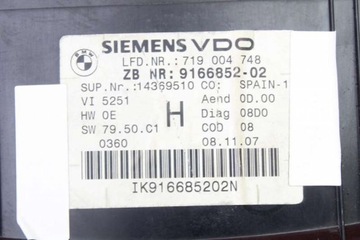 BMW
SIEMENS VDO
LFD.NR.:719 004 748
ZB NR:9166852-02
SUP.Nr.:14369510 CO: SPAIN-1
VI 5251 Aend 0D.00
HW 0E H Diag 08D0
SW 79.50.C1 COD 08
0360 08.11.07
IK916685202N